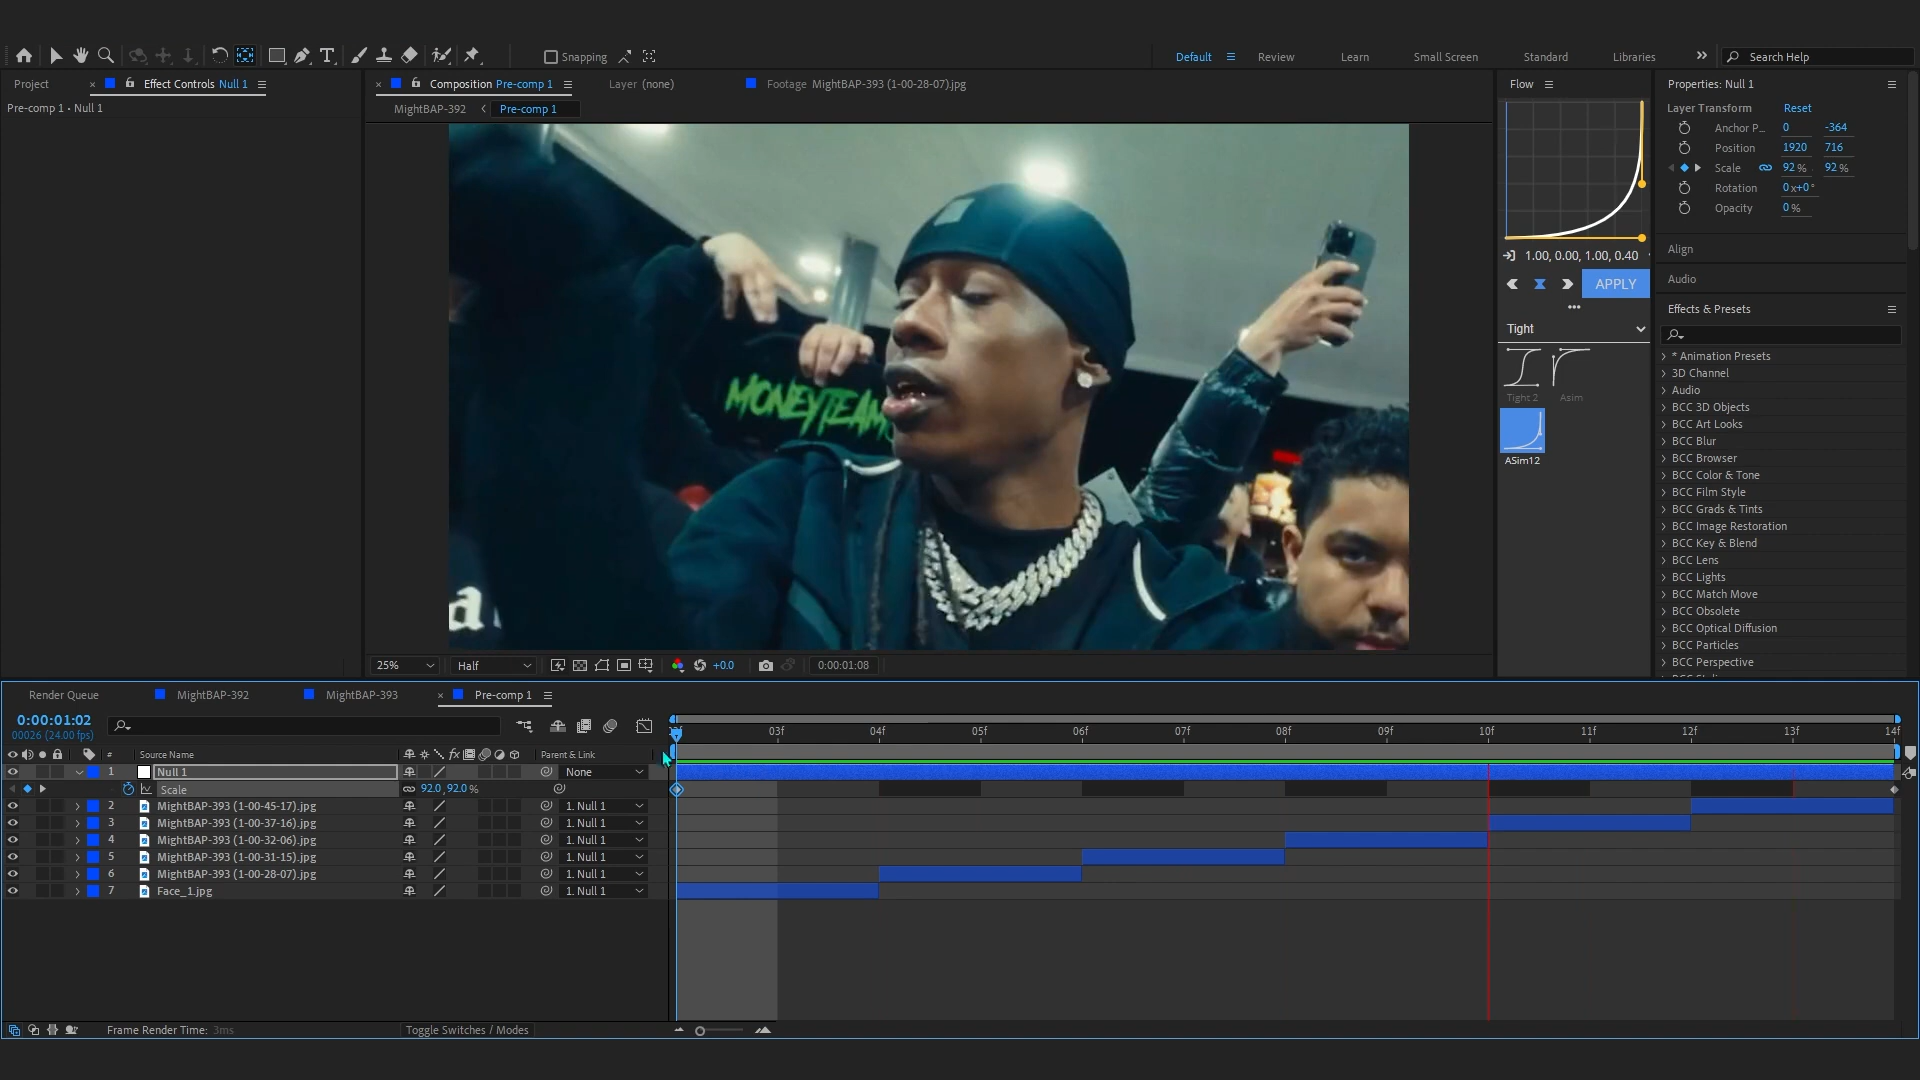 Snapping
Default
Review
Learn
Small Screen
Standard
Libraries
Search Help
Project
Effect Controls Null 1
Composition Pre-comp 1
Layer (none)
Footage MightBAP-393 (1-00-28-07).jpg
Flow
Properties: Null 1
Pre-comp 1 • Null 1
MightBAP-392
Pre-comp 1
Layer Transform
Reset
Anchor P...
0
-364
Position
1920
716
Scale
92 %
92 %
Rotation
0x+0°
Opacity
0 %
MONEYTEAM
a
1.00, 0.00, 1.00, 0.40
APPLY
Tight
Tight 2
Asim
ASim12
Align
Audio
Effects & Presets
* Animation Presets
3D Channel
Audio
BCC 3D Objects
BCC Art Looks
BCC Blur
BCC Browser
BCC Color & Tone
BCC Film Style
BCC Grads & Tints
BCC Image Restoration
BCC Key & Blend
BCC Lens
BCC Lights
BCC Match Move
BCC Obsolete
BCC Optical Diffusion
BCC Particles
BCC Perspective
25%
Half
+0.0
0:00:01:08
Render Queue
MightBAP-392
MightBAP-393
Pre-comp 1
0:00:01:02
00026 (24.00 fps)
03f
04f
05f
06f
07f
08f
09f
10f
11f
12f
13f
14f
#
Source Name
fx
Parent & Link
1
Null 1
None
Scale
92.0,92.0 %
2
MightBAP-393 (1-00-45-17).jpg
1. Null 1
3
MightBAP-393 (1-00-37-16).jpg
1. Null 1
4
MightBAP-393 (1-00-32-06).jpg
1. Null 1
5
MightBAP-393 (1-00-31-15).jpg
1. Null 1
6
MightBAP-393 (1-00-28-07).jpg
1. Null 1
7
Face_1.jpg
1. Null 1
Frame Render Time: 3ms
Toggle Switches / Modes